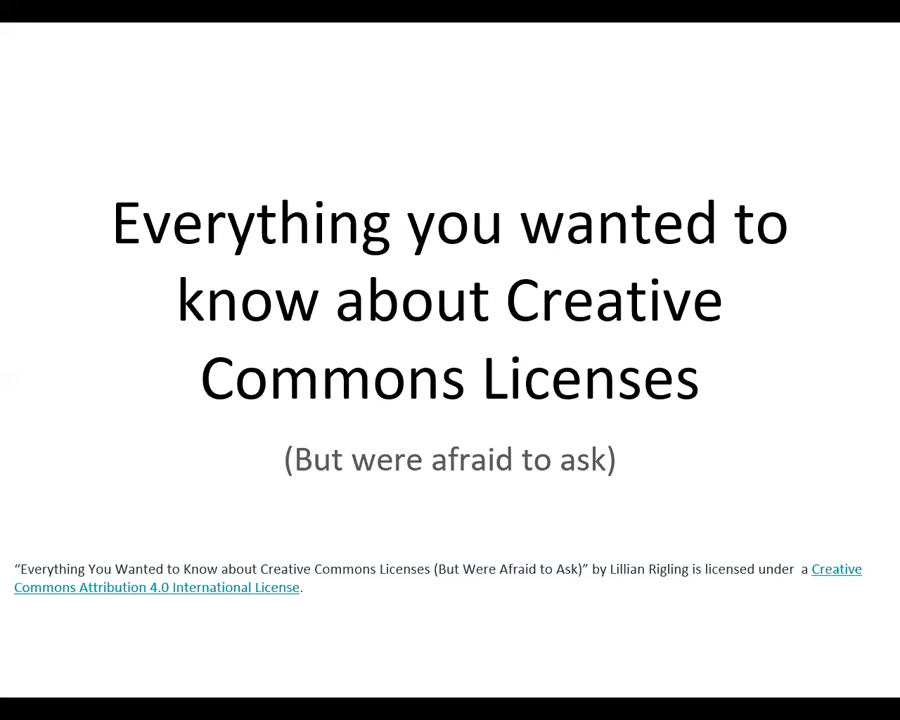 Everything you wanted to
know about Creative
Commons Licenses
(But were afraid to ask)
“Everything You Wanted to Know about Creative Commons Licenses (But Were Afraid to Ask)” by Lillian Rigling is licensed under a Creative
Commons Attribution 4.0 International License.